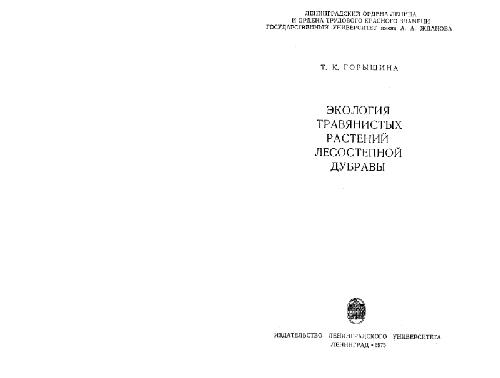 ЛЕНИНГРАДСКИЙ ОРДЕНА ЛЕНИНА
И ОРДЕНА ТРУДОВОГО КРАСНОГО ЗНАМЕНИ
ГОСУДАРСТВЕННЫЙ УНИВЕРСИТЕТ имени А. А. ЖДАНОВА
Т. К. ГОРЫШИНА
ЭКОЛОГИЯ
ТРАВЯНИСТЫХ
РАСТЕНИЙ
ЛЕСОСТЕПНОЙ
ДУБРАВЫ
ИЗДАТЕЛЬСТВО ЛЕНИНГРАДСКОГО УНИВЕРСИТЕТА
ЛЕНИНГРАД • 1975